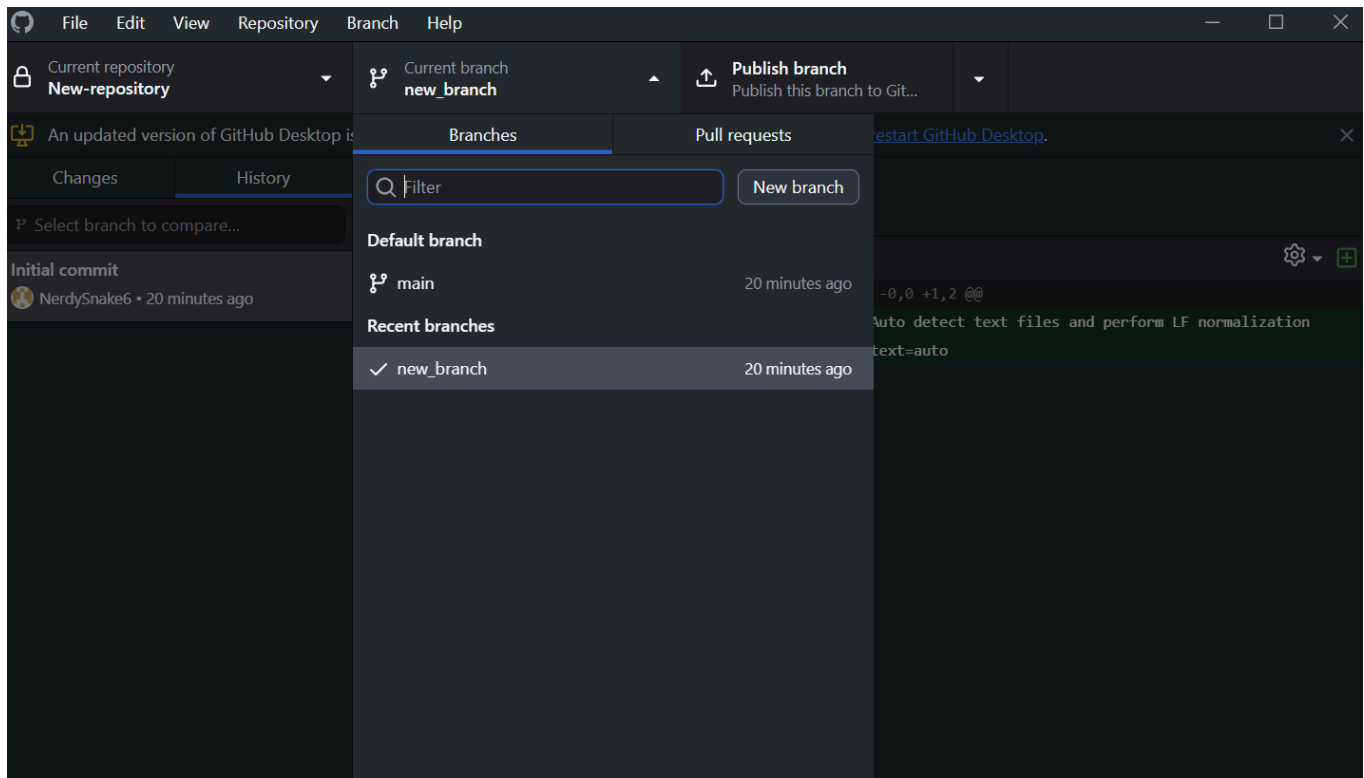 File Edit View Repository Branch Help
Current repository
New-repository
Current branch
new_branch
Publish branch
Publish this branch to Git...
An updated version of GitHub Desktop is
restart GitHub Desktop.
Branches Pull requests
Changes History
Filter
New branch
Select branch to compare...
Default branch
Initial commit
NerdySnake6 • 20 minutes ago
main 20 minutes ago
Recent branches
new_branch 20 minutes ago
-0,0 +1,2 @@
Auto detect text files and perform LF normalization
text=auto